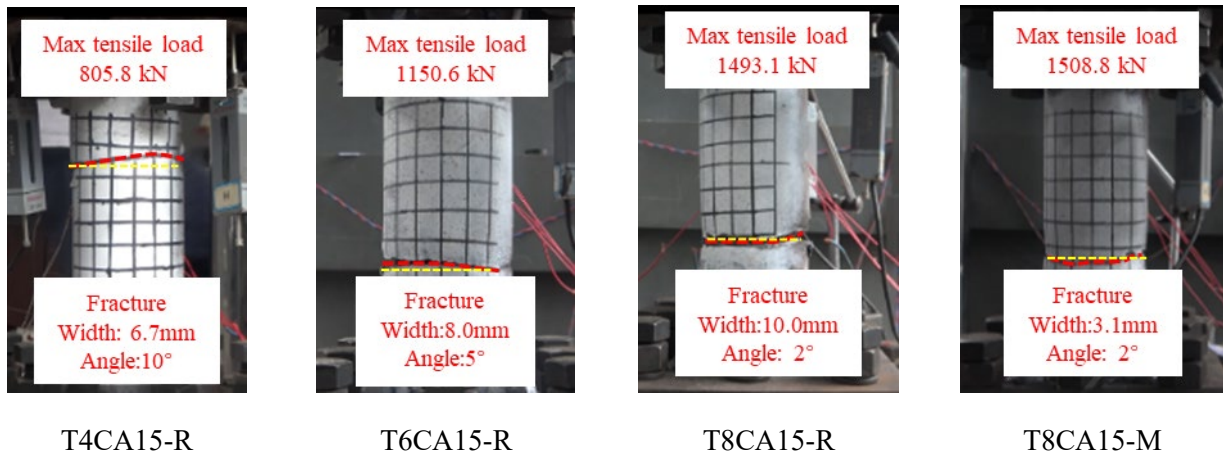 Max tensile load
805.8 kN
Fracture
Width: 6.7mm
Angle:10°
T4CA15-R
Max tensile load
1150.6 kN
Fracture
Width:8.0mm
Angle:5°
T6CA15-R
Max tensile load
1493.1 kN
Fracture
Width:10.0mm
Angle: 2°
T8CA15-R
Max tensile load
1508.8 kN
Fracture
Width:3.1mm
Angle: 2°
T8CA15-M